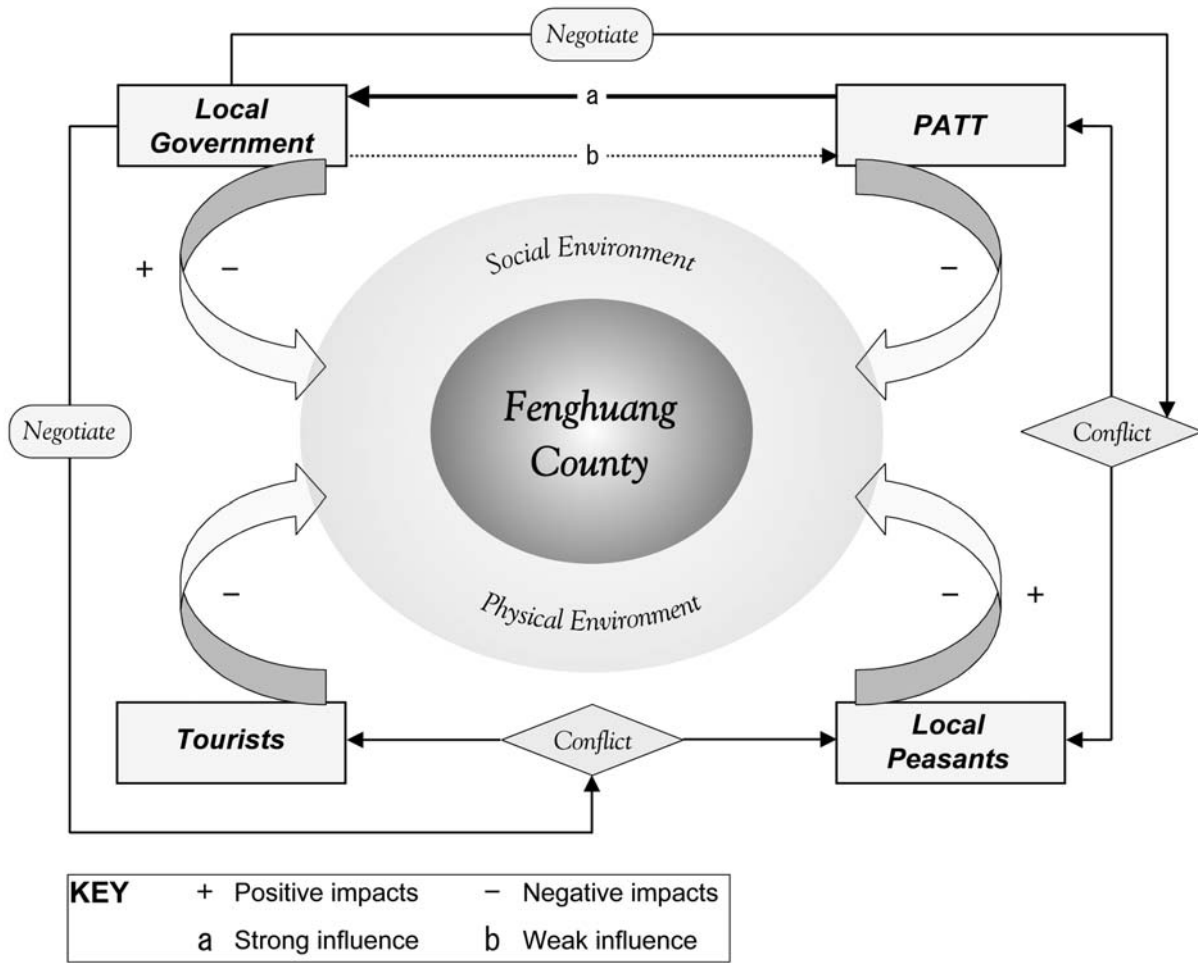 Negotiate
Local
Government
a
PATT
b
Social Environment
+
−
−
Fenghuang
County
Negotiate
Conflict
Physical Environment
−
−
+
Tourists
Conflict
Local
Peasants
KEY + Positive impacts − Negative impacts
a Strong influence b Weak influence